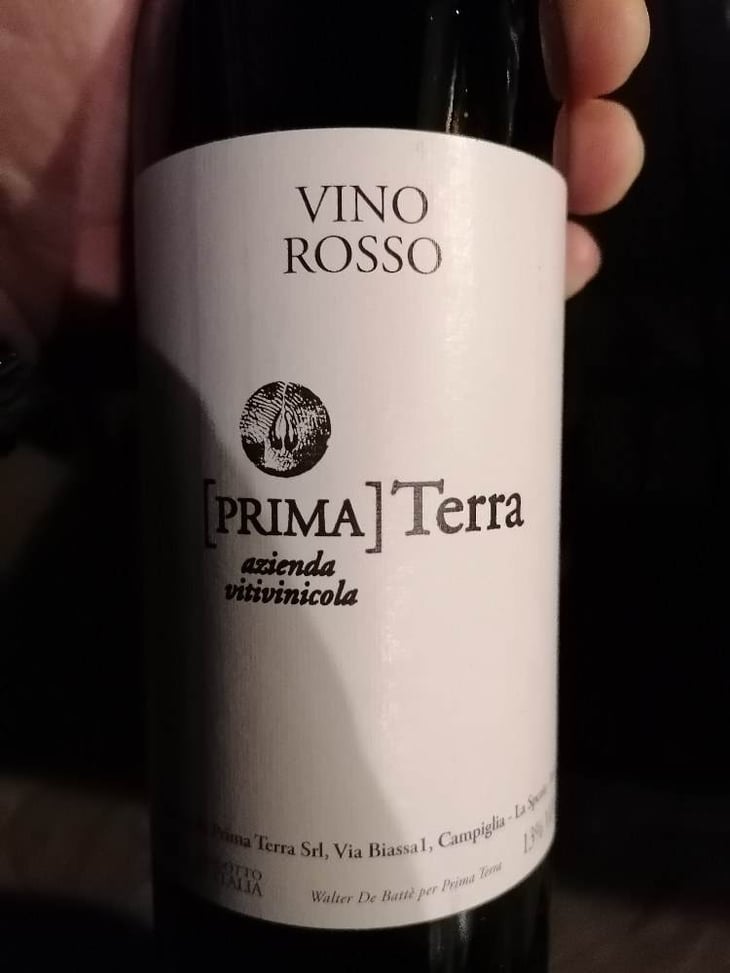 VINO
ROSSO
[PRIMA] Terra
azienda
vitivinicola
Prima Terra Srl, Via Biassa1, Campiglia - La
13%
Walter De Battè per Prima Terra